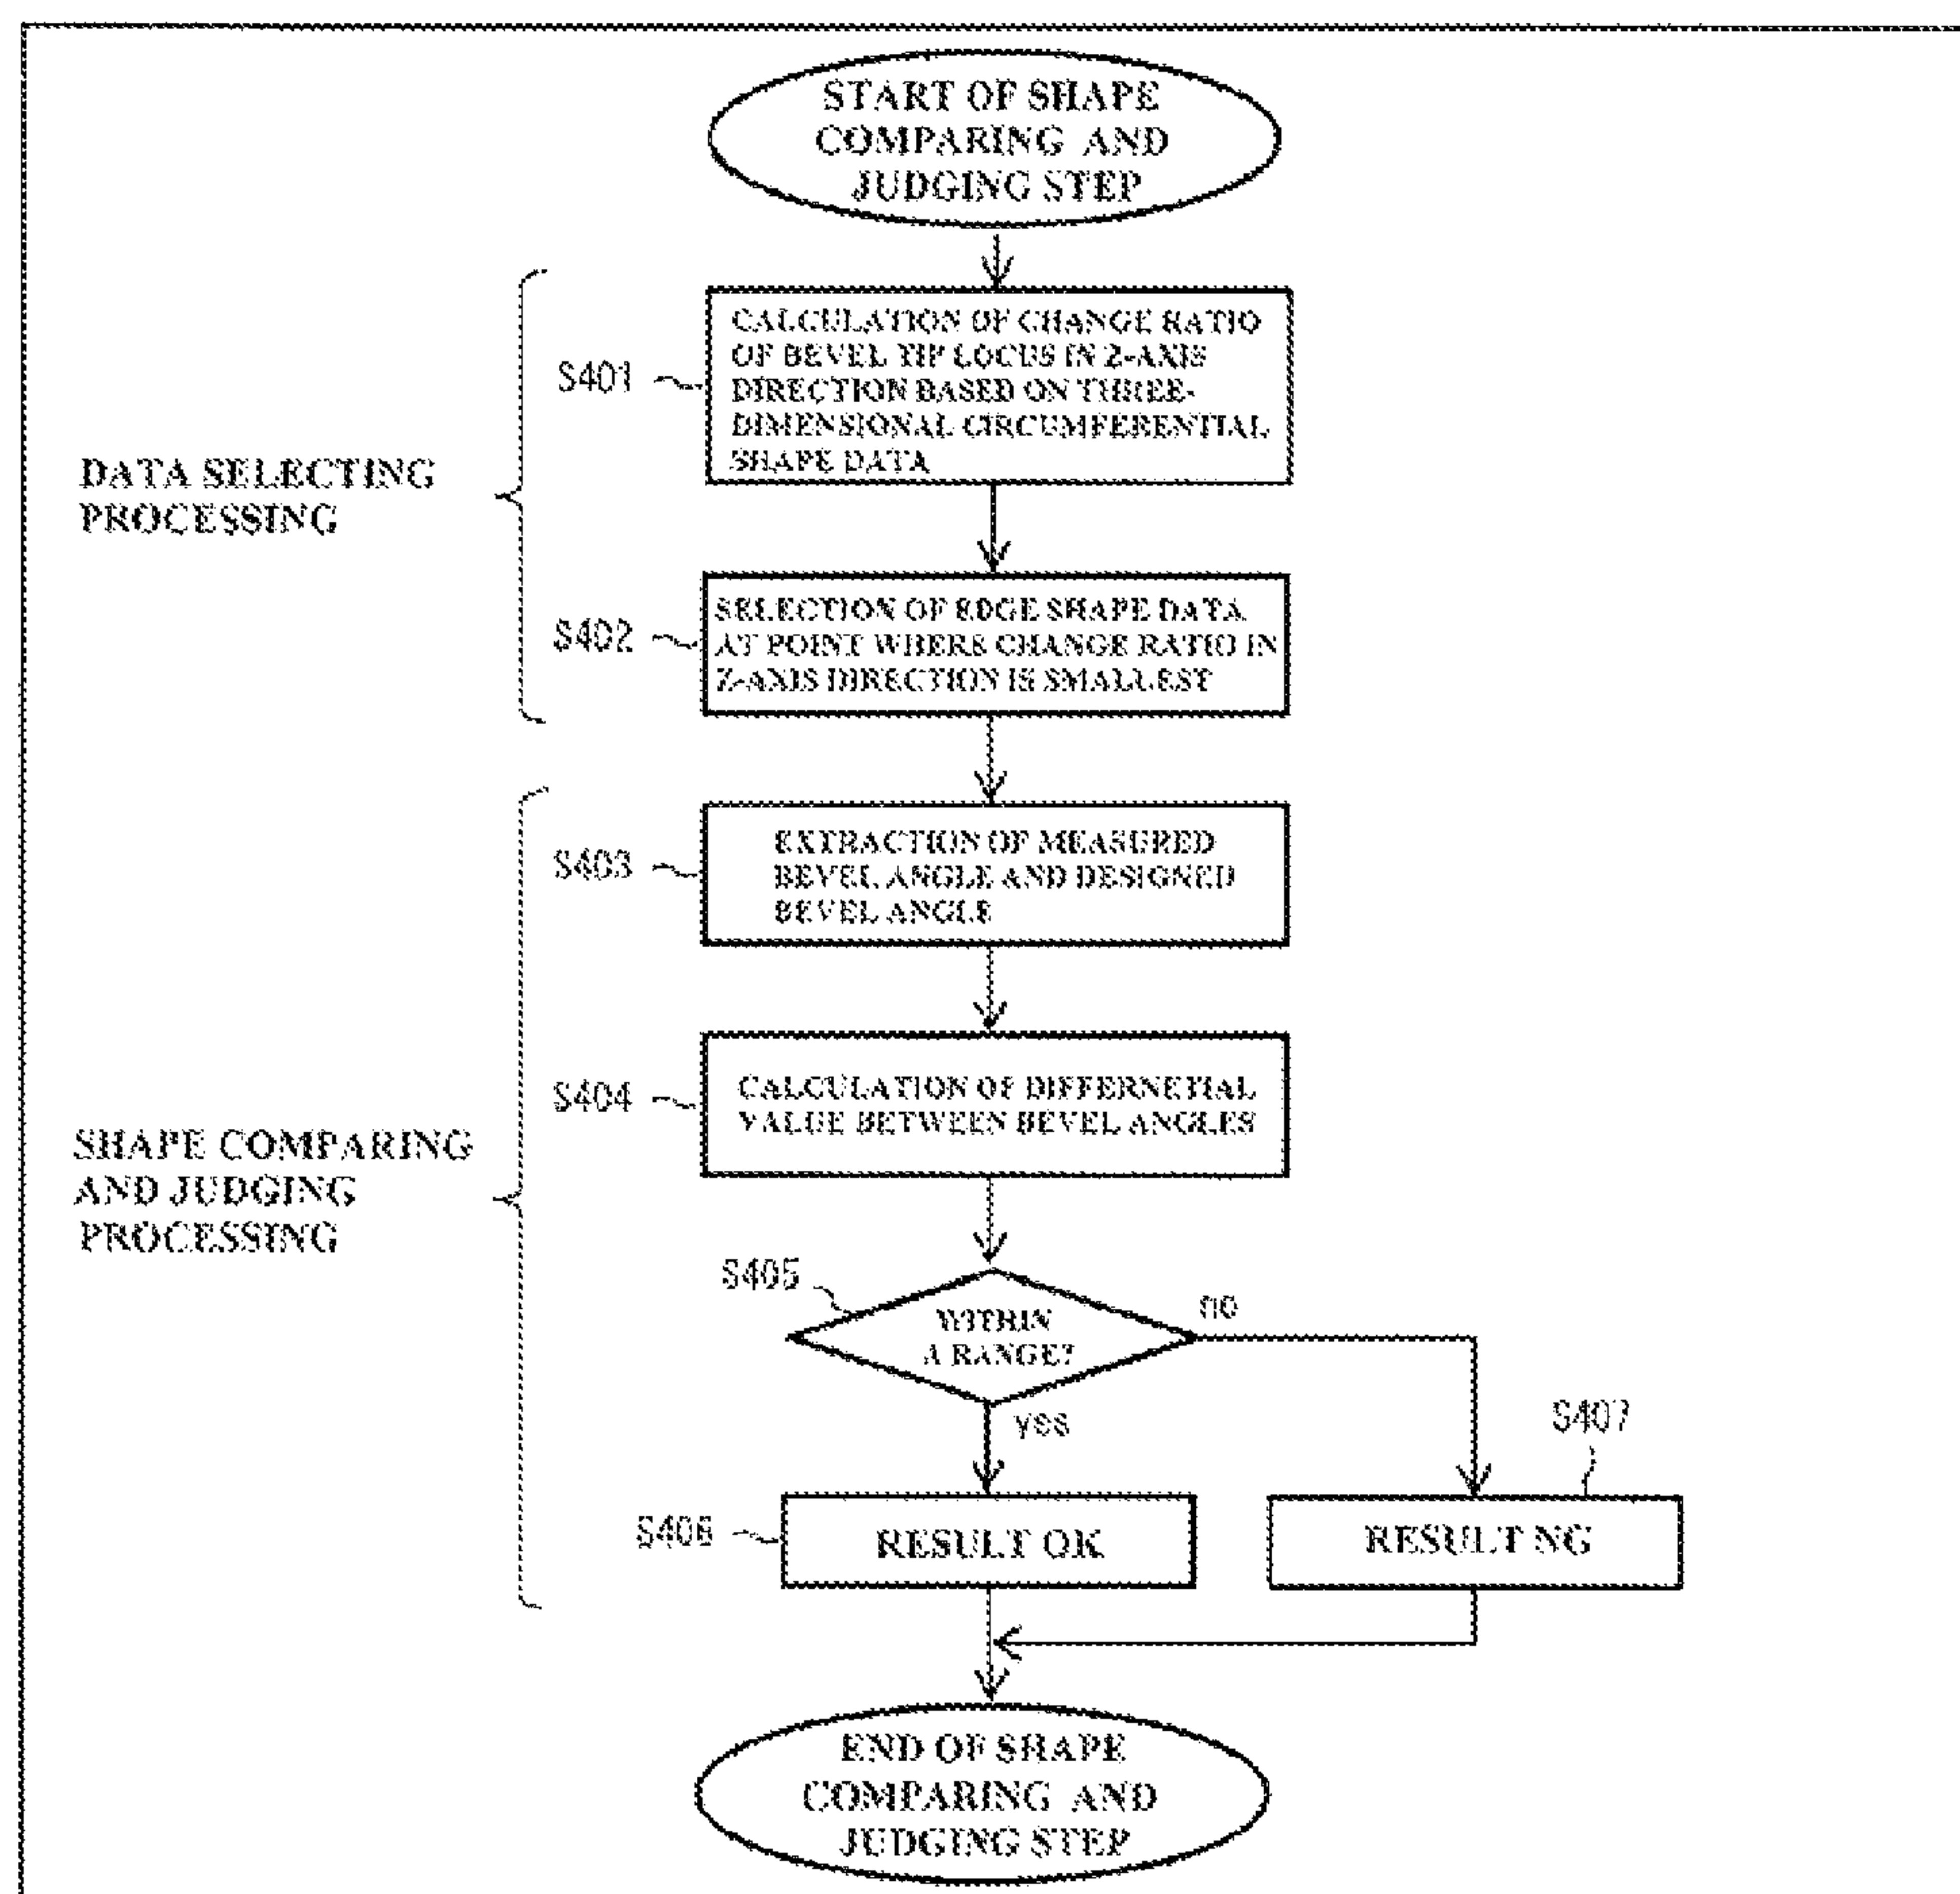 START OF SHAPE
COMPARING AND
JUDGING STEP
S401
CALCULATION OF CHANGE RATIO
OF BEVEL TIP LOCUS IN Z-AXIS
DIRECTION BASED ON THREE-
DIMENSIONAL CIRCUMFERENTIAL
SHAPE DATA
DATA SELECTING
PROCESSING
S402
SELECTION OF EDGE SHAPE DATA
AT POINT WHERE CHANGE RATIO IN
Z-AXIS DIRECTION IS SMALLEST
S403
EXTRACTION OF MEASURED
BEVEL ANGLE AND DESIGNED
BEVEL ANGLE
S404
CALCULATION OF DIFFERNETIAL
VALUE BETWEEN BEVEL ANGLES
SHAPE COMPARING
AND JUDGING
PROCESSING
S405
WITHIN
A RANGE?
no
yes
S406
RESULT OK
S407
RESULT NG
END OF SHAPE
COMPARING AND
JUDGING STEP